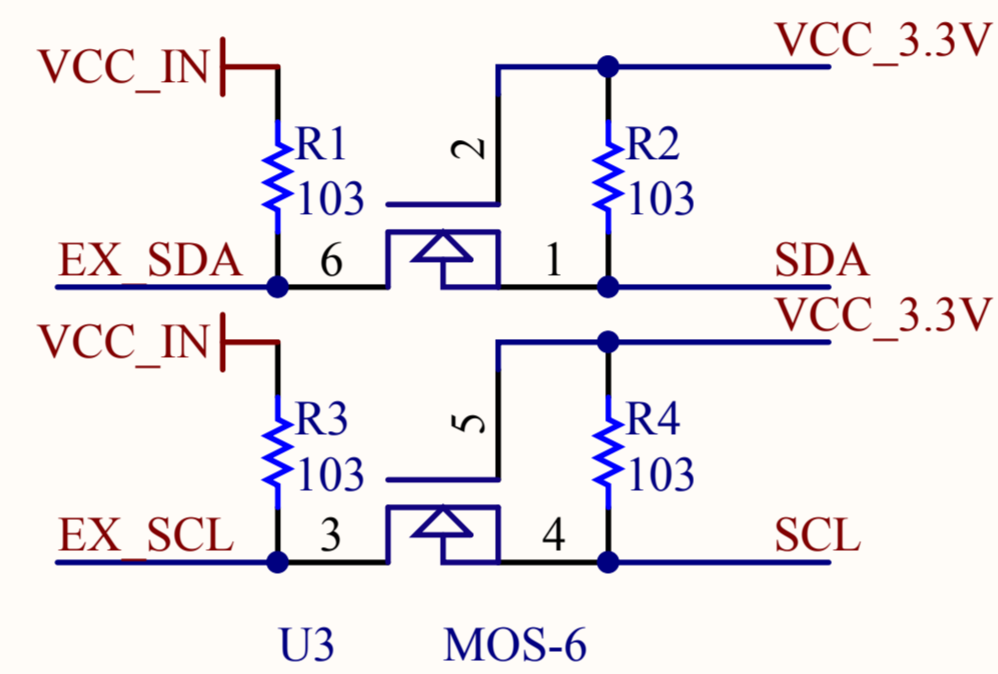 VCC_IN
VCC_3.3V
R1
103
2
R2
103
EX_SDA
6
1
SDA
VCC_IN
VCC_3.3V
R3
103
5
R4
103
EX_SCL
3
4
SCL
U3
MOS-6